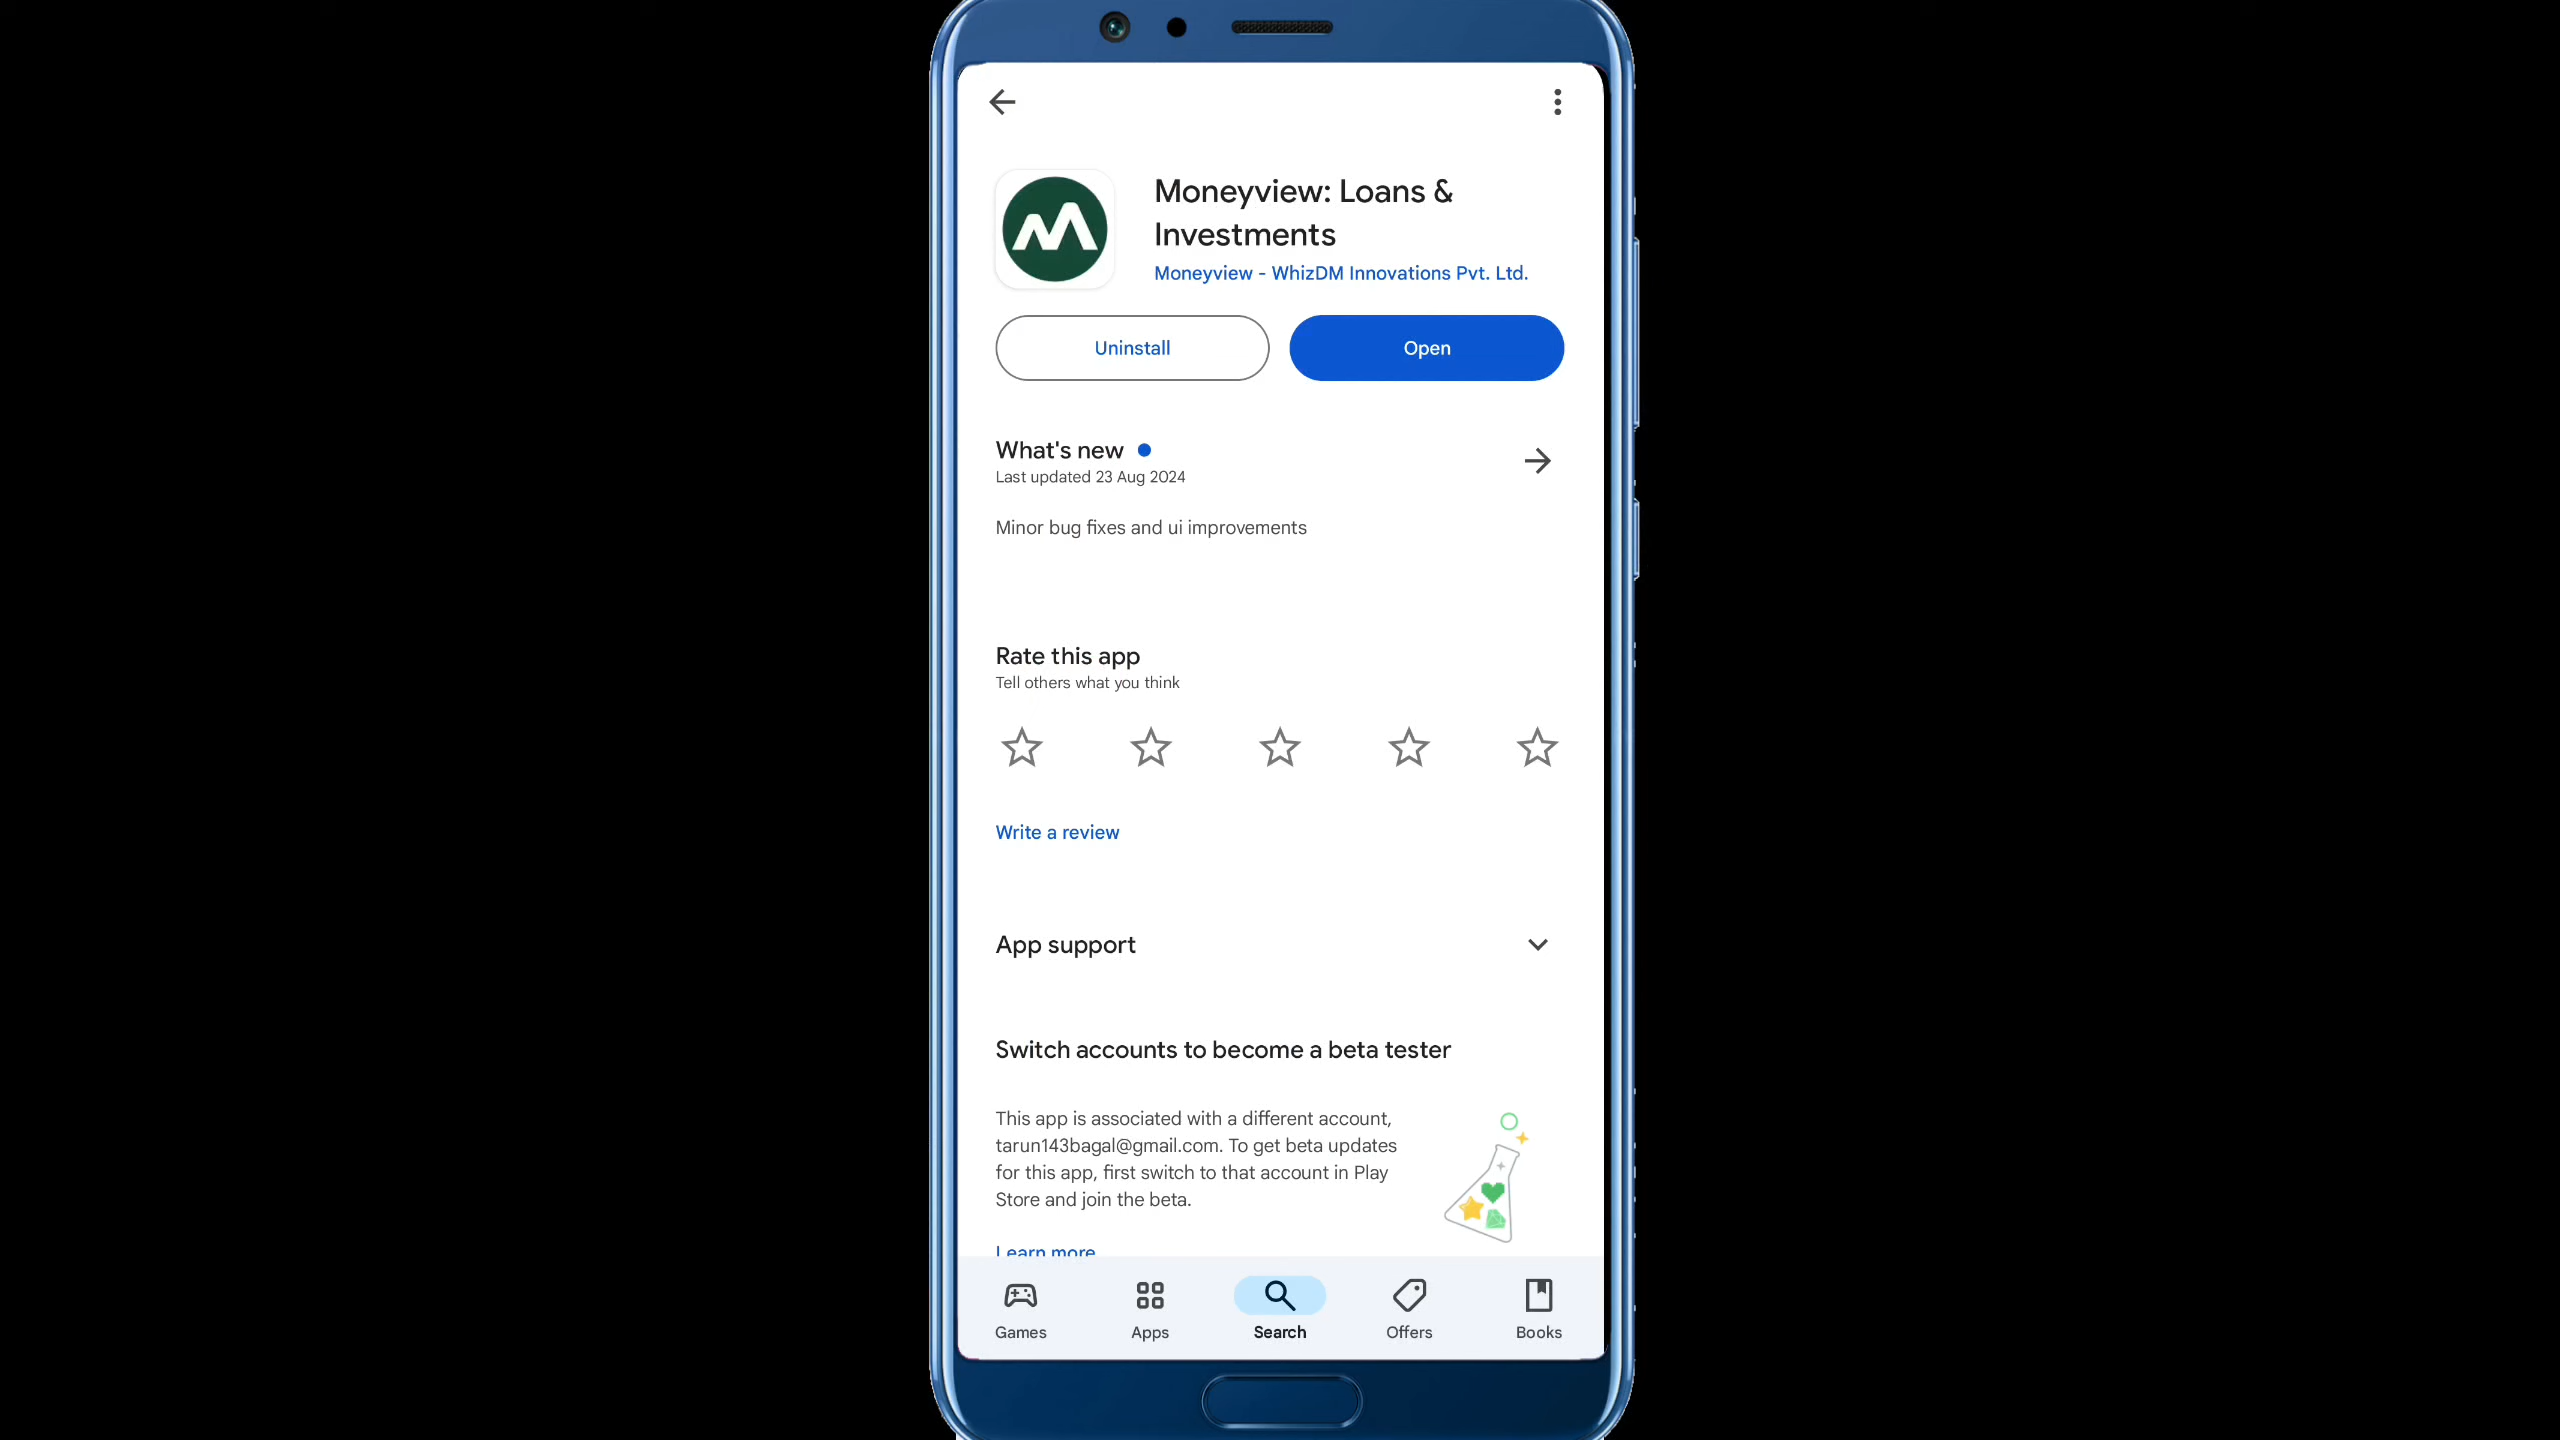 Moneyview: Loans &
Investments
Moneyview - WhizDM Innovations Pvt. Ltd.
Uninstall
Open
What's new
Last updated 23 Aug 2024
Minor bug fixes and ui improvements
Rate this app
Tell others what you think
Write a review
App support
Switch accounts to become a beta tester
This app is associated with a different account,
tarun143bagal@gmail.com. To get beta updates
for this app, first switch to that account in Play
Store and join the beta.
Learn more
Games
Apps
Search
Offers
Books